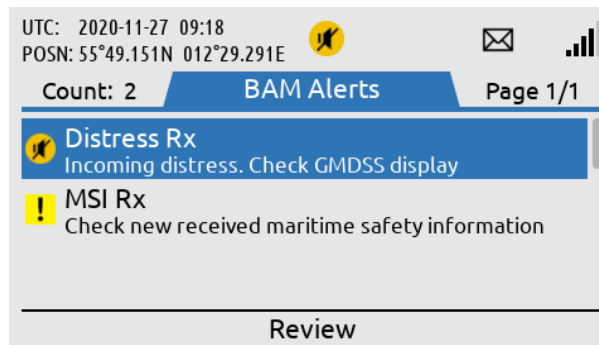 UTC: 2020-11-27 09:18
POSN: 55°49.151N 012°29.291E
Count: 2 BAM Alerts Page 1/1
Distress Rx
Incoming distress. Check GMDSS display
! MSI Rx
Check new received maritime safety information
Review